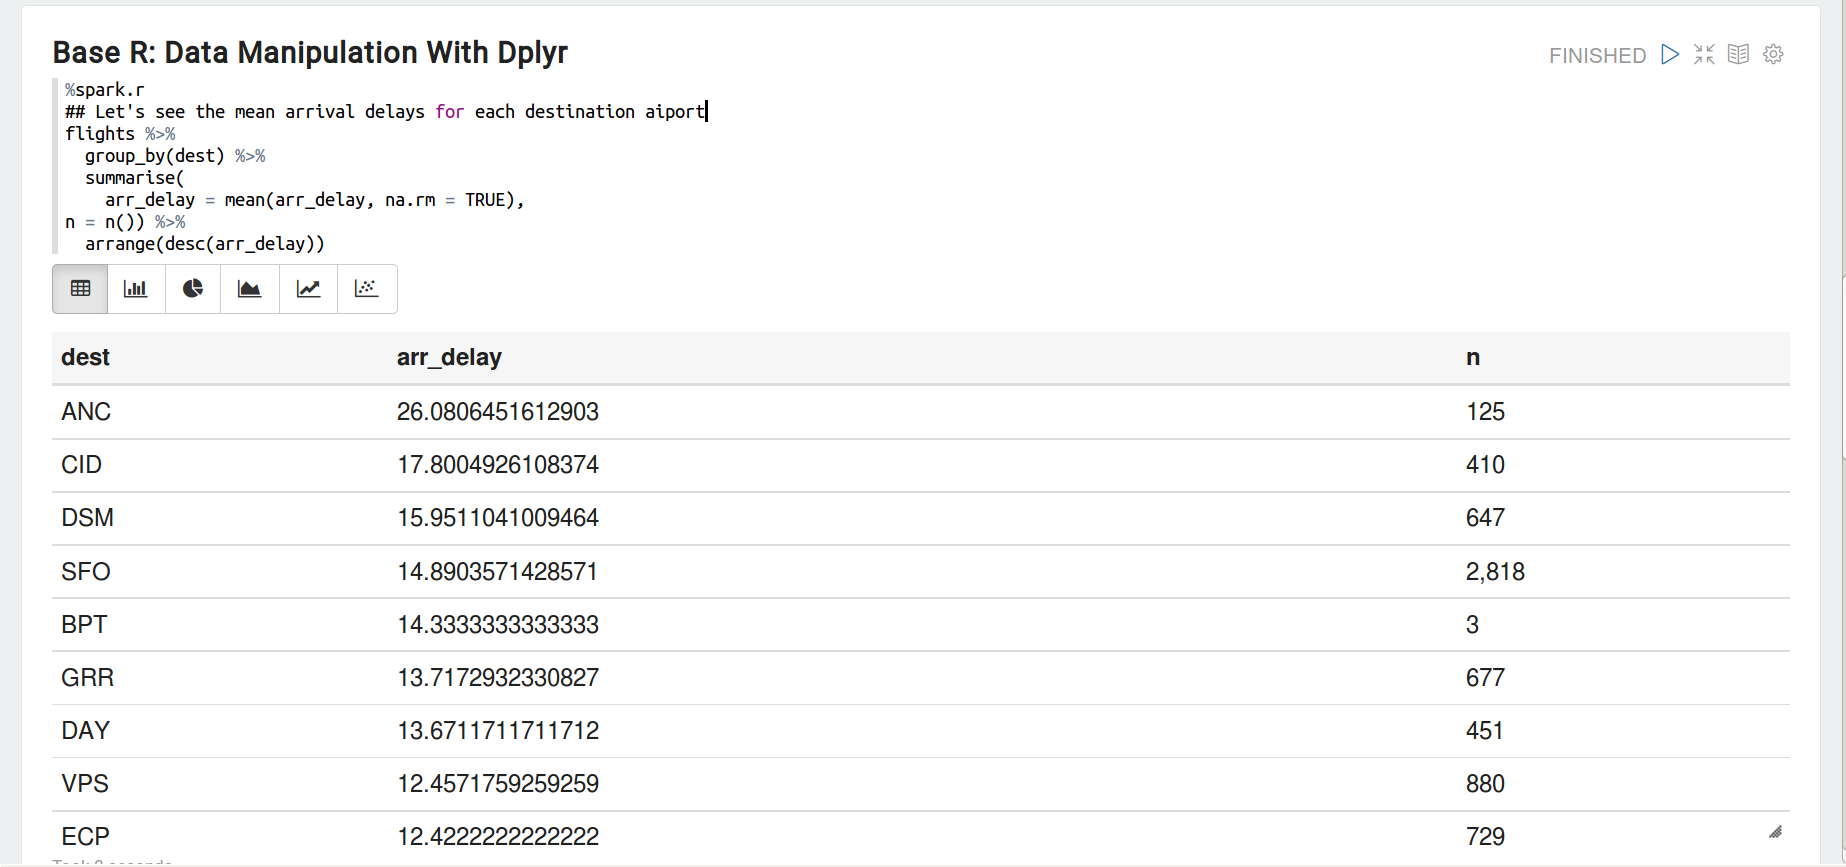 Base R: Data Manipulation With Dplyr
FINISHED
%spark.r
## Let's see the mean arrival delays for each destination aiport
flights %>%
group_by(dest) %>%
summarise(
arr_delay = mean(arr_delay, na.rm = TRUE),
n = n()) %>%
arrange(desc(arr_delay))
dest arr_delay n
ANC 26.0806451612903 125
CID 17.8004926108374 410
DSM 15.9511041009464 647
SFO 14.8903571428571 2,818
BPT 14.3333333333333 3
GRR 13.7172932330827 677
DAY 13.6711711711712 451
VPS 12.4571759259259 880
ECP 12.4222222222222 729